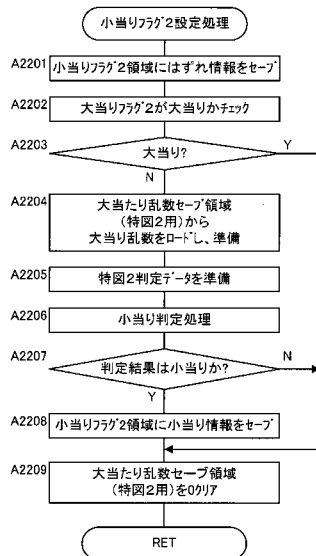 小当りフラグ2設定処理
A2201
小当りフラグ2領域にはずれ情報をセーブ
A2202
大当りフラグ2が大当りかチェック
A2203
大当り?
Y
N
A2204
大当たり乱数セーブ領域
(特図2用)から
大当り乱数をロードし、準備
A2205
特図2判定データを準備
A2206
小当り判定処理
A2207
判定結果は小当りか?
N
Y
A2208
小当りフラグ2領域に小当り情報をセーブ
A2209
大当たり乱数セーブ領域
(特図2用)を0クリア
RET